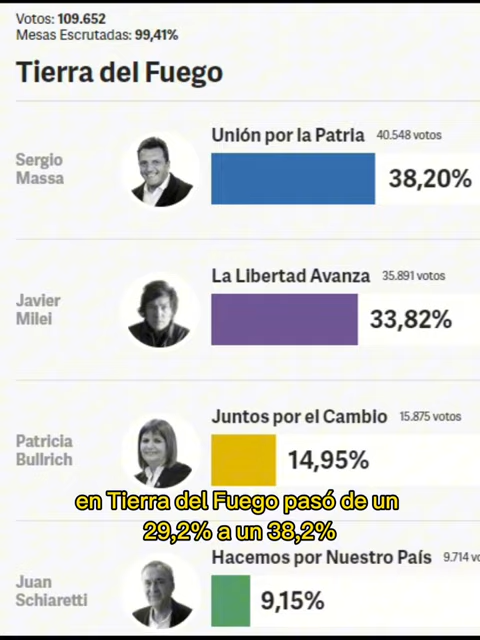 Votos: 109.652
Mesas Escrutadas: 99,41%
Tierra del Fuego
Sergio
Massa
Unión por la Patria 40.548 votos
38,20%
Javier
Milei
La Libertad Avanza 35.891 votos
33,82%
Patricia
Bullrich
Juntos por el Cambio 15.875 votos
14,95%
en Tierra del Fuego pasó de un
29,2% a un 38,2%
Juan
Schiaretti
Hacemos por Nuestro País 9.714 vo
9,15%